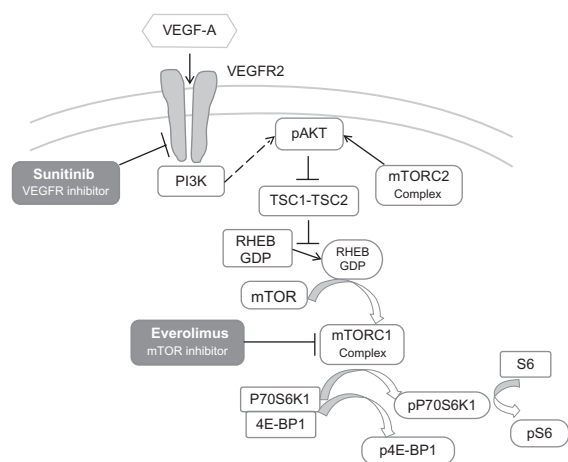 VEGF-A
VEGFR2
pAKT
Sunitinib
VEGFR inhibitor
PI3K
mTORC2
Complex
TSC1-TSC2
RHEB
GDP
RHEB
GDP
mTOR
Everolimus
mTOR inhibitor
mTORC1
Complex
S6
P70S6K1
pP70S6K1
4E-BP1
pS6
p4E-BP1